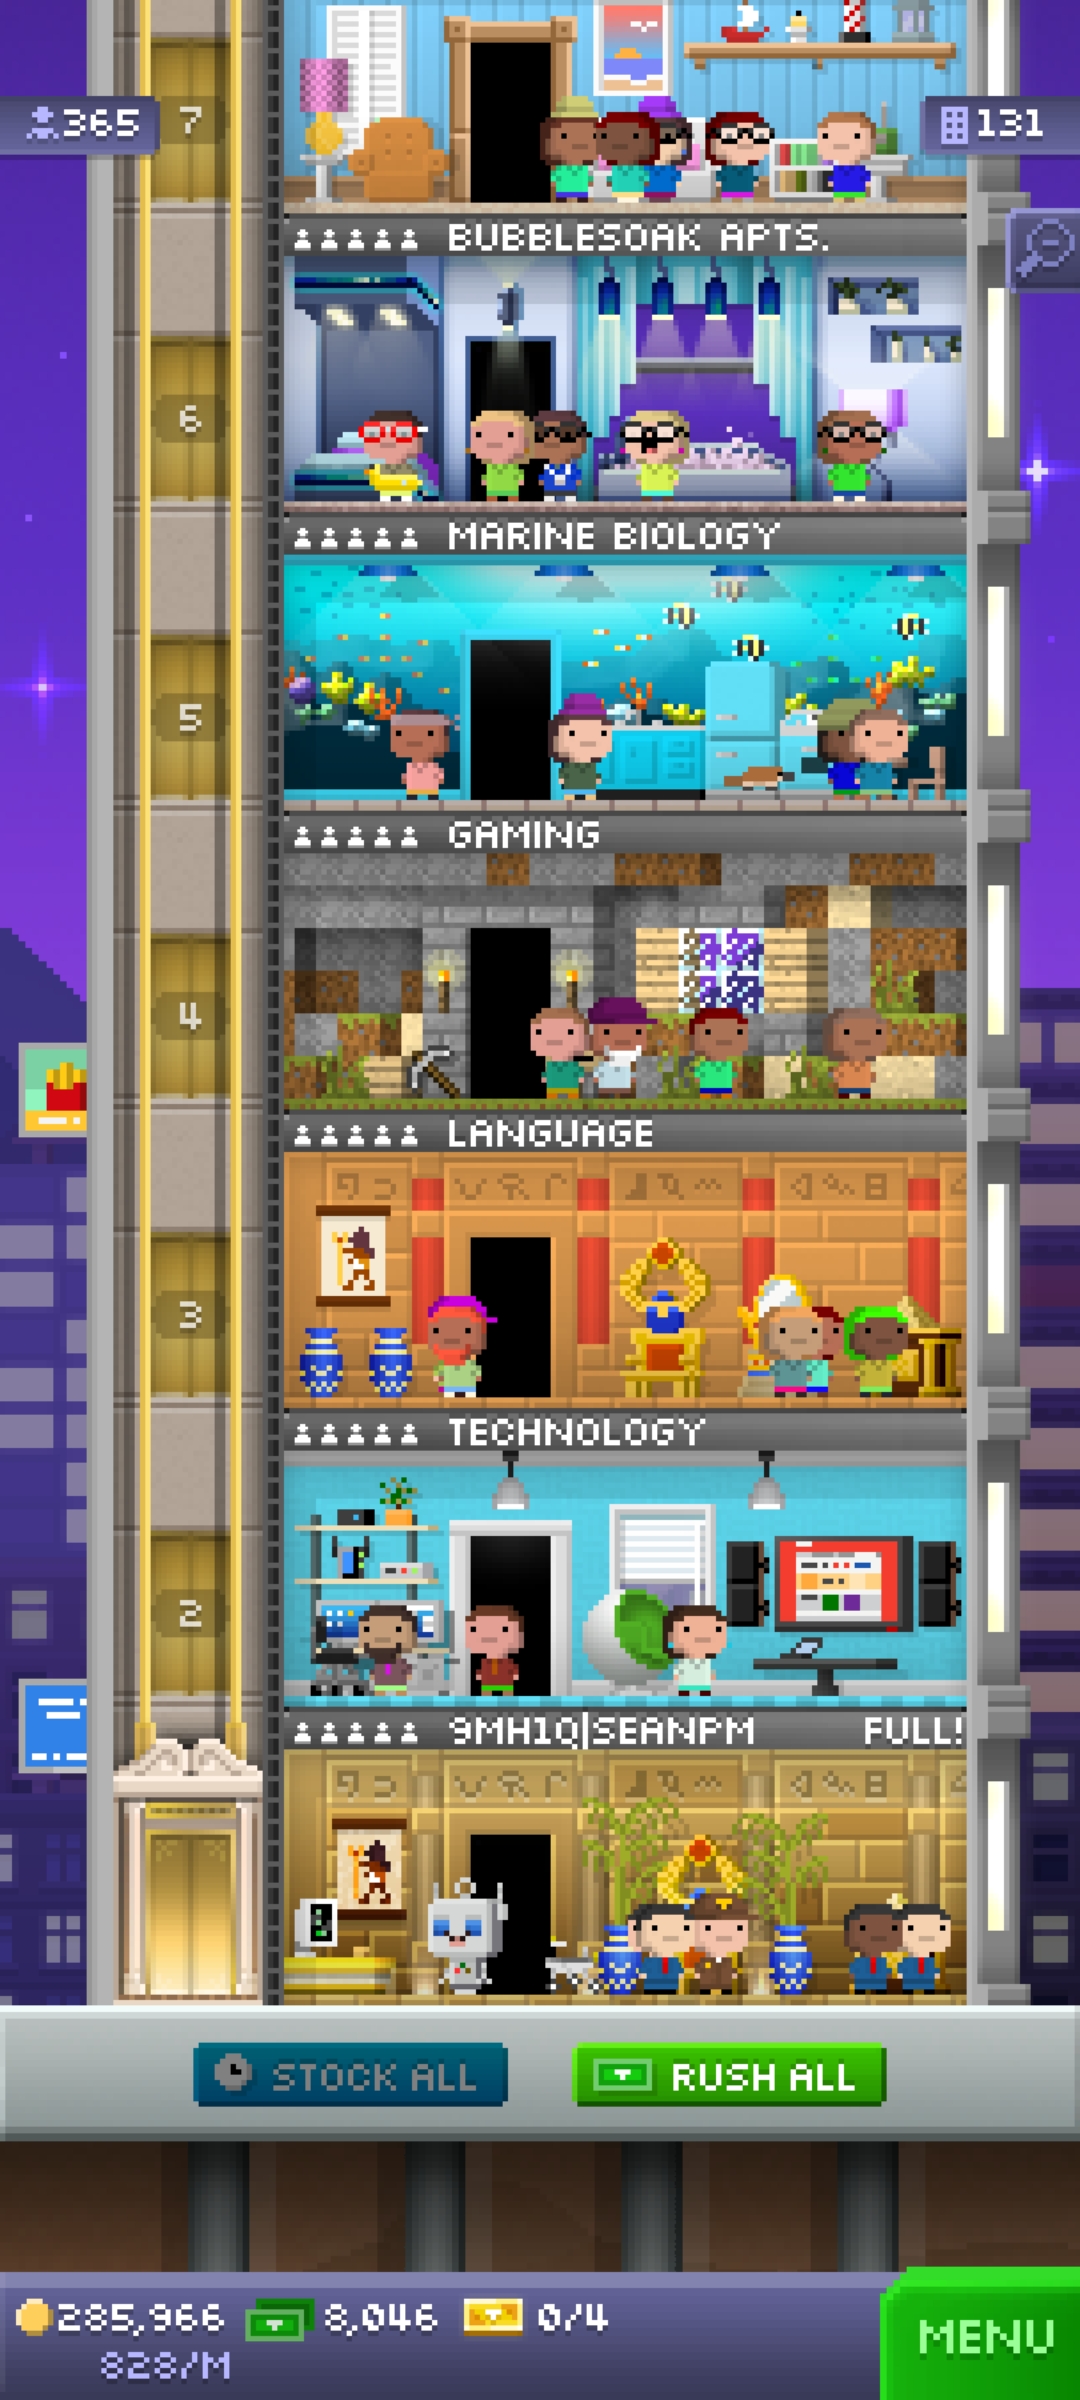 365
7
131
BUBBLESOAK APTS.
6
MARINE BIOLOGY
5
GAMING
4
LANGUAGE
3
TECHNOLOGY
2
9MH1Q|SEANPM FULL!
STOCK ALL
RUSH ALL
285,966 8,046 0/4
828/M
MENU